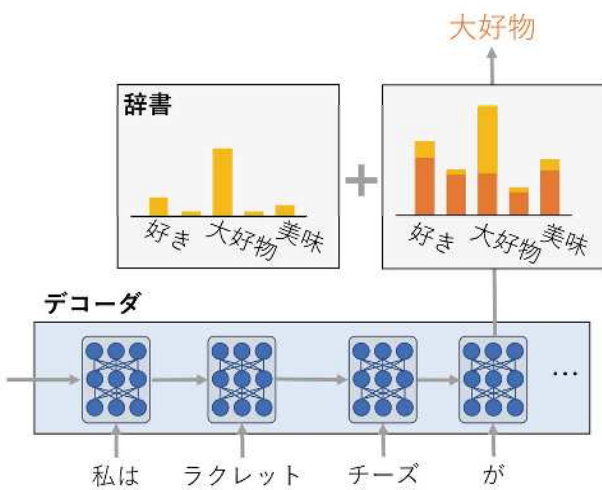 大好物
辞書
好き 大好物 美味
+
好き 大好物 美味
デコーダ
...
私は ラクレット チーズ が